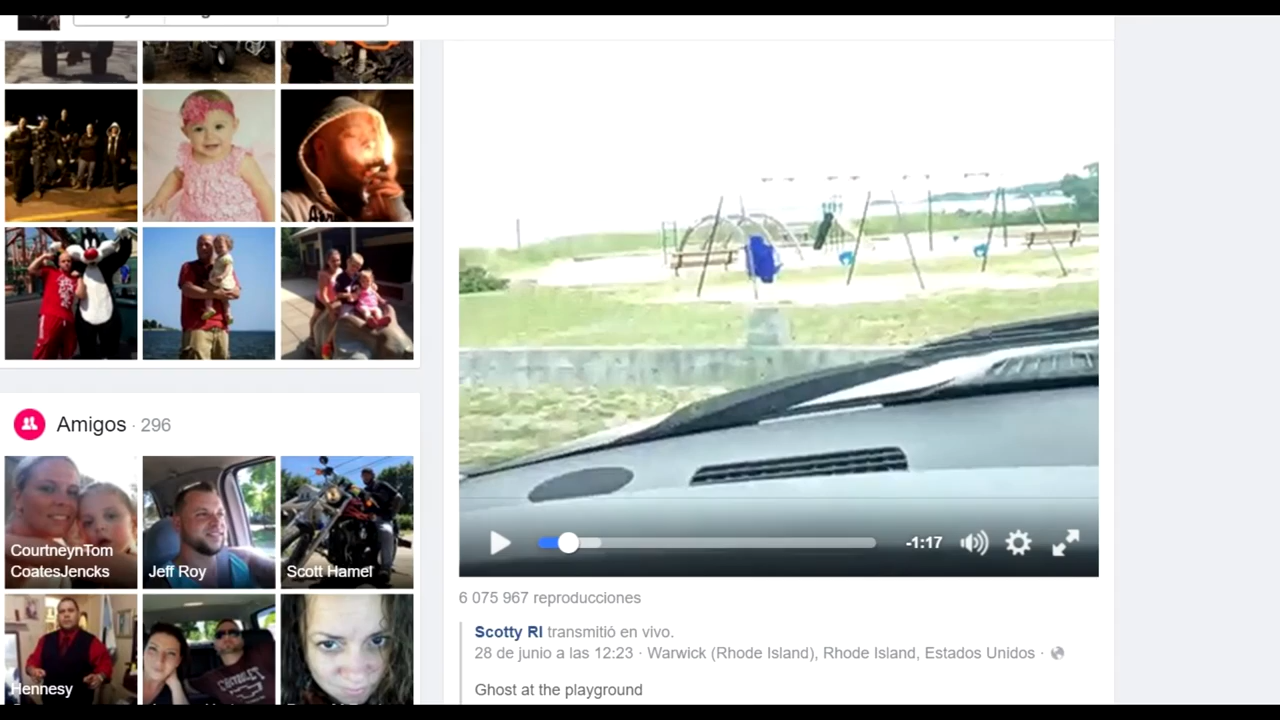 Amigos · 296
CourtneynTom
CoatesJencks
Jeff Roy
Scott Hamel
Hennesy
-1:17
6 075 967 reproducciones
Scotty RI transmitió en vivo.
28 de junio a las 12:23 · Warwick (Rhode Island), Rhode Island, Estados Unidos ·
Ghost at the playground